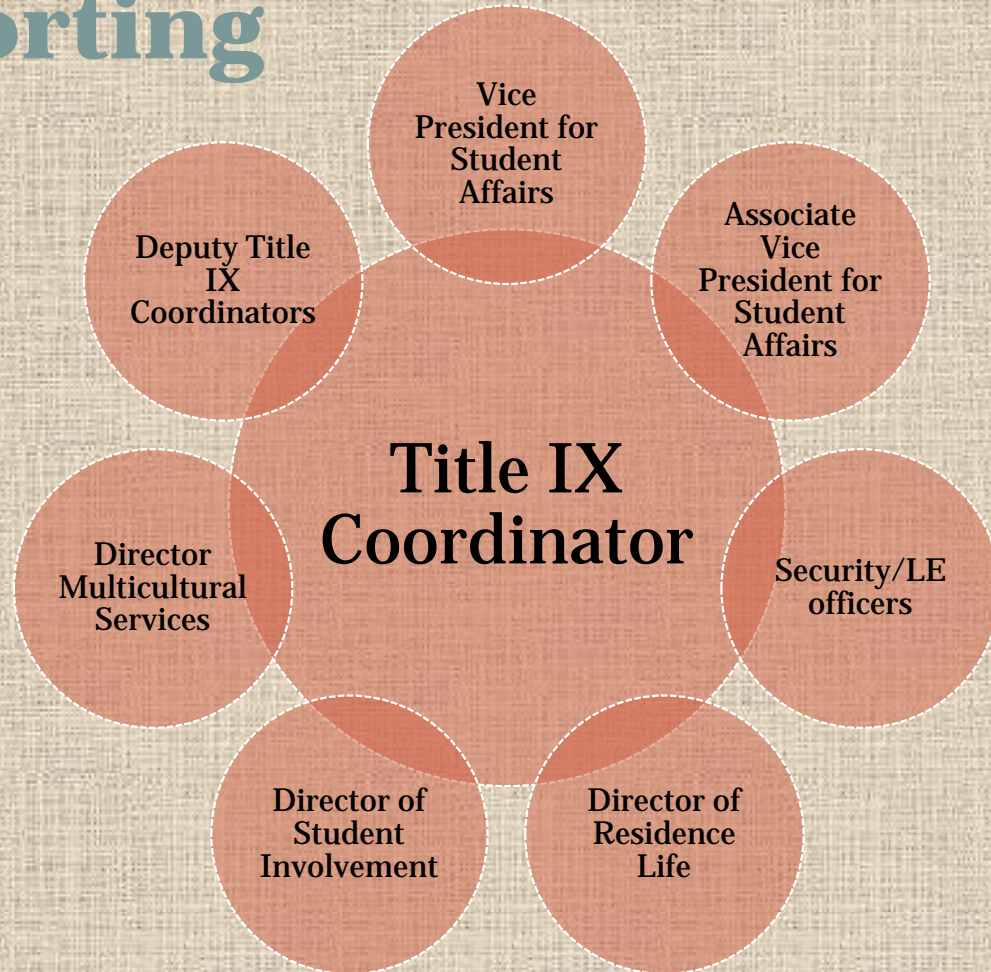 orting
Vice
President for
Student
Affairs
Associate
Vice
President for
Student
Affairs
Security/LE
officers
Director of
Residence
Life
Director of
Student
Involvement
Director
Multicultural
Services
Deputy Title
IX
Coordinators
Title IX
Coordinator